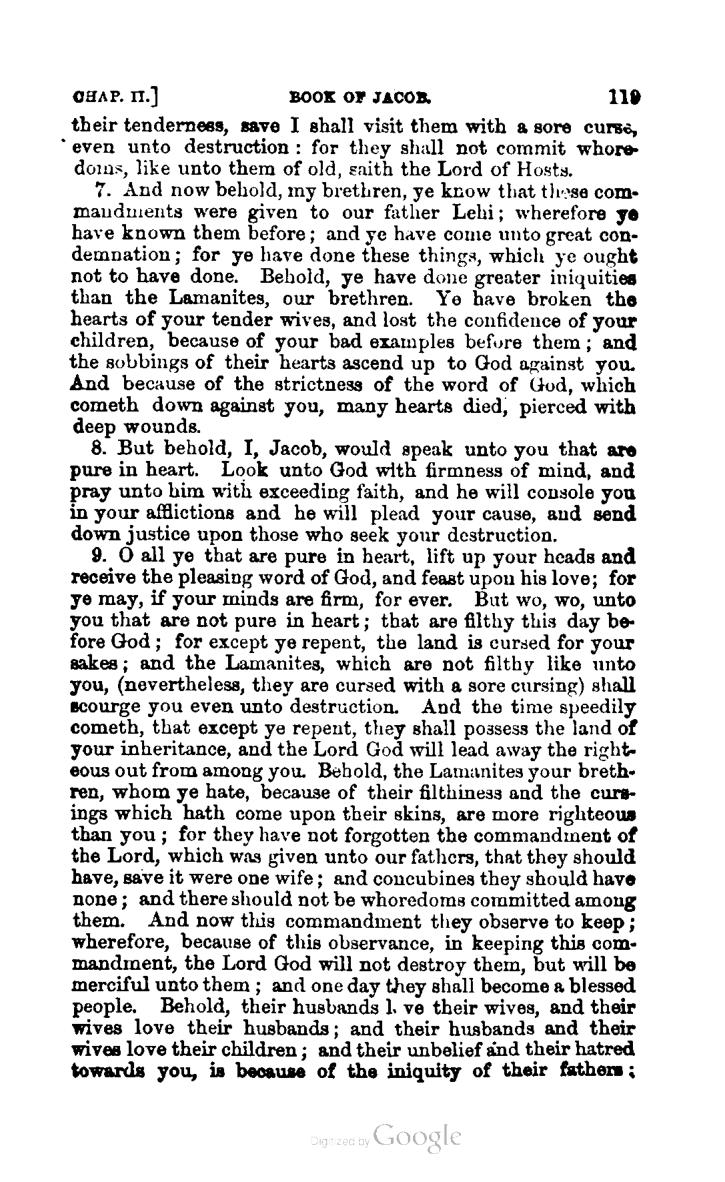 CHAP. II.] BOOK OF JACOB. 119
their tenderness, save I shall visit them with a sore curse,
even unto destruction : for they shall not commit whore-
doms, like unto them of old, saith the Lord of Hosts.
7. And now behold, my brethren, ye know that these com-
mandments were given to our father Lehi; wherefore ye
have known them before; and ye have come unto great con-
demnation; for ye have done these things, which ye ought
not to have done. Behold, ye have done greater iniquities
than the Lamanites, our brethren. Ye have broken the
hearts of your tender wives, and lost the confidence of your
children, because of your bad examples before them; and
the sobbings of their hearts ascend up to God against you.
And because of the strictness of the word of God, which
cometh down against you, many hearts died, pierced with
deep wounds.
8. But behold, I, Jacob, would speak unto you that are
pure in heart. Look unto God with firmness of mind, and
pray unto him with exceeding faith, and he will console you
in your afflictions and he will plead your cause, and send
down justice upon those who seek your destruction.
9. O all ye that are pure in heart, lift up your heads and
receive the pleasing word of God, and feast upon his love; for
ye may, if your minds are firm, for ever. But wo, wo, unto
you that are not pure in heart; that are filthy this day be-
fore God; for except ye repent, the land is cursed for your
sakes; and the Lamanites, which are not filthy like unto
you, (nevertheless, they are cursed with a sore cursing) shall
scourge you even unto destruction. And the time speedily
cometh, that except ye repent, they shall possess the land of
your inheritance, and the Lord God will lead away the right-
eous out from among you. Behold, the Lamanites your breth-
ren, whom ye hate, because of their filthiness and the curs-
ings which hath come upon their skins, are more righteous
than you; for they have not forgotten the commandment of
the Lord, which was given unto our fathers, that they should
have, save it were one wife; and concubines they should have
none; and there should not be whoredoms committed among
them. And now this commandment they observe to keep;
wherefore, because of this observance, in keeping this com-
mandment, the Lord God will not destroy them, but will be
merciful unto them; and one day they shall become a blessed
people. Behold, their husbands l ve their wives, and their
wives love their husbands; and their husbands and their
wives love their children; and their unbelief and their hatred
towards you, is because of the iniquity of their fathers;
Digitized by Google